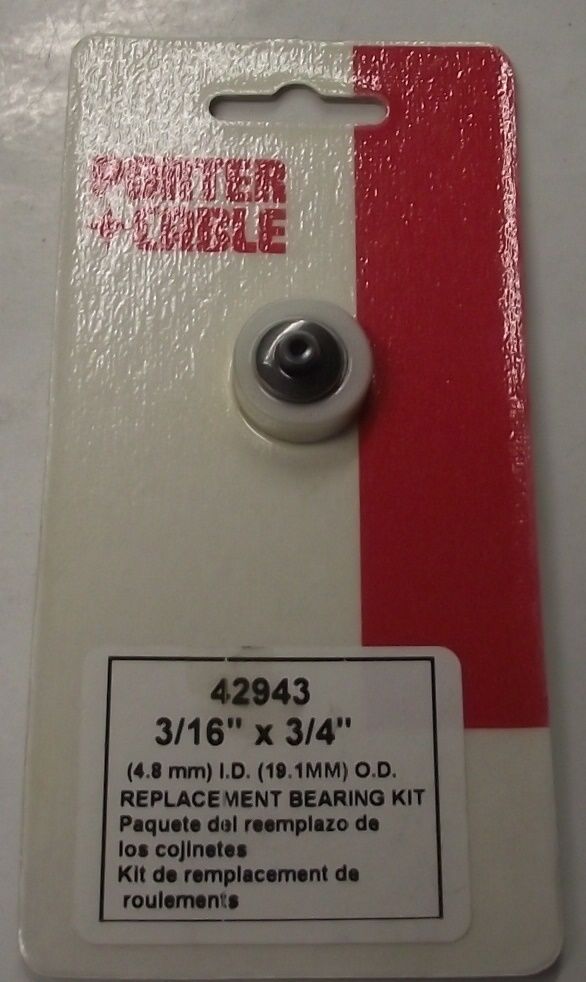 PORTER
+CABLE
42943
3/16" x 3/4"
(4.8 mm) I.D. (19.1MM) O.D.
REPLACEMENT BEARING KIT
Paquete del reemplazo de
los cojinetes
Kit de remplacement de
roulements